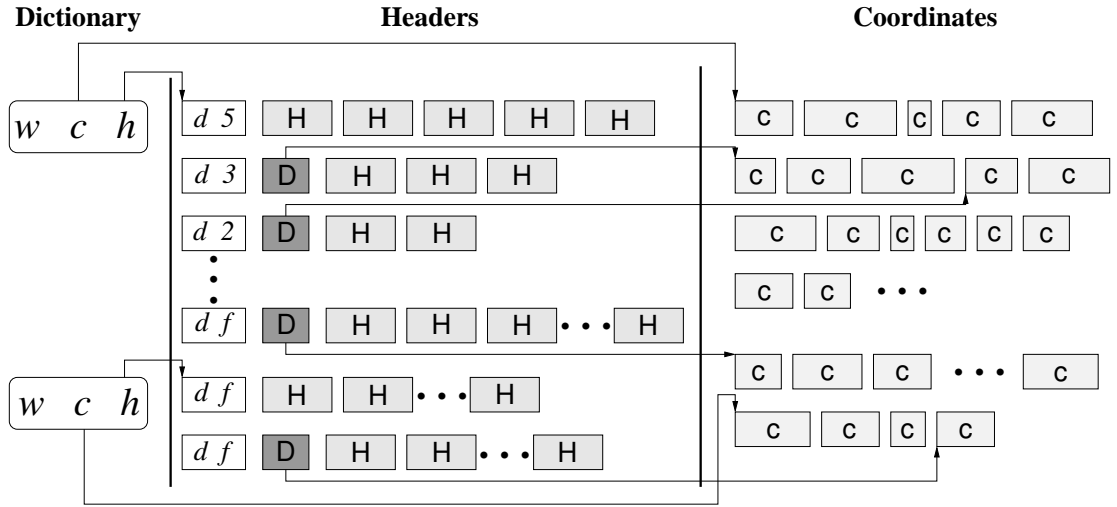 Dictionary Headers Coordinates
w c h d 5 H H H H H c c c c c
d 3 D H H H c c c c c
d 2 D H H c c c c c c
c c • • •
d f D H H H • • • H
c c c • • • c
w c h d f H H • • • H
c c c c
d f D H H • • • H